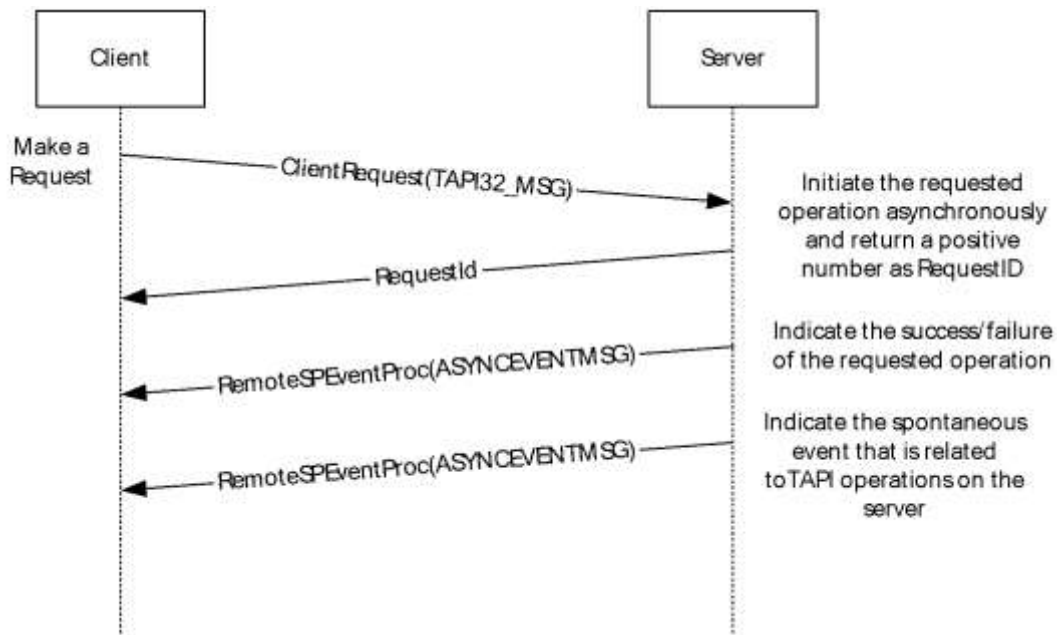 Client
Server
Make a
Request
ClientRequest(TAPI32_MSG)
Initiate the requested
operation asynchronously
and return a positive
number as RequestID
RequestId
Indicate the success/failure
of the requested operation
RemoteSPEventProc(ASYNCEVENTMSG)
Indicate the spontaneous
event that is related
to TAPI operations on the
server
RemoteSPEventProc(ASYNCEVENTMSG)